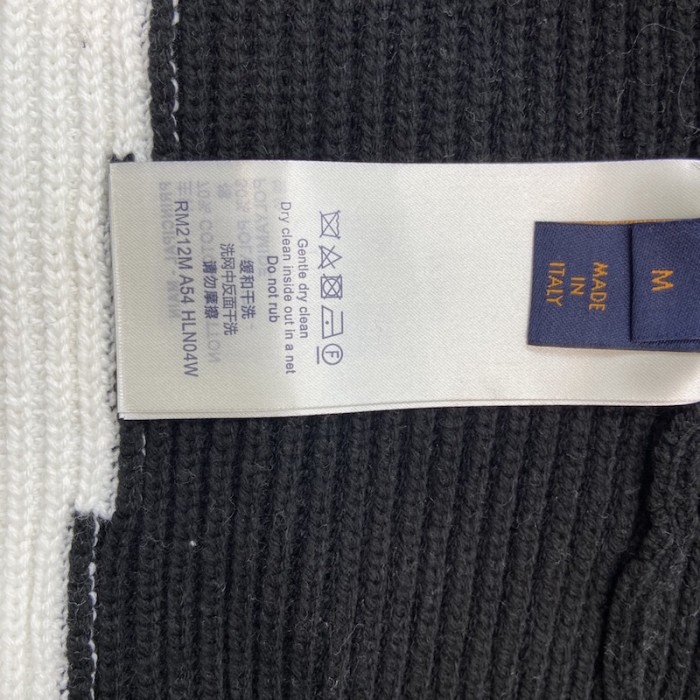 M
MADE
IN
ITALY
Gentle dry clean
Dry clean inside out in a net
Do not rub
缓和干洗
洗网中反面干洗
请勿摩擦
RM212M A54 HLN04W